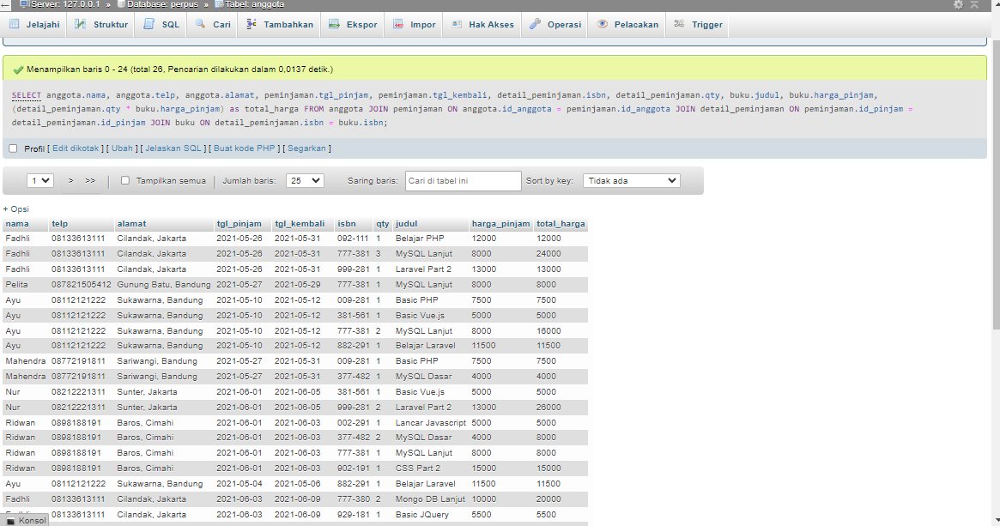 Server: 127.0.0.1 » Database: perpus » Tabel: anggota
Jelajahi Struktur SQL Cari Tambahkan Ekspor Impor Hak Akses Operasi Pelacakan Trigger
Menampilkan baris 0 - 24 (total 26, Pencarian dilakukan dalam 0,0137 detik.)
SELECT anggota.nama, anggota.telp, anggota.alamat, peminjaman.tgl_pinjam, peminjaman.tgl_kembali, detail_peminjaman.isbn, detail_peminjaman.qty, buku.judul, buku.harga_pinjam,
(detail_peminjaman.qty * buku.harga_pinjam) as total_harga FROM anggota JOIN peminjaman ON anggota.id_anggota = peminjaman.id_anggota JOIN detail_peminjaman ON peminjaman.id_pinjam =
detail_peminjaman.id_pinjam JOIN buku ON detail_peminjaman.isbn = buku.isbn;
Profil [ Edit dikotak ] [ Ubah ] [ Jelaskan SQL ] [ Buat kode PHP ] [ Segarkan ]
1 > >> | Tampilkan semua | Jumlah baris: 25 Saring baris: Cari di tabel ini Sort by key: Tidak ada
+ Opsi
nama telp alamat tgl_pinjam tgl_kembali isbn qty judul harga_pinjam total_harga
Fadhli 08133613111 Cilandak, Jakarta 2021-05-26 2021-05-31 092-111 1 Belajar PHP 12000 12000
Fadhli 08133613111 Cilandak, Jakarta 2021-05-26 2021-05-31 777-381 3 MySQL Lanjut 8000 24000
Fadhli 08133613111 Cilandak, Jakarta 2021-05-26 2021-05-31 999-281 1 Laravel Part 2 13000 13000
Pelita 087821505412 Gunung Batu, Bandung 2021-05-27 2021-05-29 777-381 1 MySQL Lanjut 8000 8000
Ayu 08112121222 Sukawarna, Bandung 2021-05-10 2021-05-12 009-281 1 Basic PHP 7500 7500
Ayu 08112121222 Sukawarna, Bandung 2021-05-10 2021-05-12 381-561 1 Basic Vue.js 5000 5000
Ayu 08112121222 Sukawarna, Bandung 2021-05-10 2021-05-12 777-381 2 MySQL Lanjut 8000 16000
Ayu 08112121222 Sukawarna, Bandung 2021-05-10 2021-05-12 882-291 1 Belajar Laravel 11500 11500
Mahendra 08772191811 Sariwangi, Bandung 2021-05-27 2021-05-31 009-281 1 Basic PHP 7500 7500
Mahendra 08772191811 Sariwangi, Bandung 2021-05-27 2021-05-31 377-482 1 MySQL Dasar 4000 4000
Nur 08212221311 Sunter, Jakarta 2021-06-01 2021-06-05 381-561 1 Basic Vue.js 5000 5000
Nur 08212221311 Sunter, Jakarta 2021-06-01 2021-06-05 999-281 2 Laravel Part 2 13000 26000
Ridwan 0898188191 Baros, Cimahi 2021-06-01 2021-06-03 002-291 1 Lancar Javascript 5000 5000
Ridwan 0898188191 Baros, Cimahi 2021-06-01 2021-06-03 377-482 2 MySQL Dasar 4000 8000
Ridwan 0898188191 Baros, Cimahi 2021-06-01 2021-06-03 777-381 1 MySQL Lanjut 8000 8000
Ridwan 0898188191 Baros, Cimahi 2021-06-01 2021-06-03 902-191 1 CSS Part 2 15000 15000
Ayu 08112121222 Sukawarna, Bandung 2021-05-04 2021-05-06 882-291 1 Belajar Laravel 11500 11500
Fadhli 08133613111 Cilandak, Jakarta 2021-06-03 2021-06-09 777-380 2 Mongo DB Lanjut 10000 20000
08133613111 Cilandak, Jakarta 2021-06-03 2021-06-09 929-181 1 Basic JQuery 5500 5500
Konsol